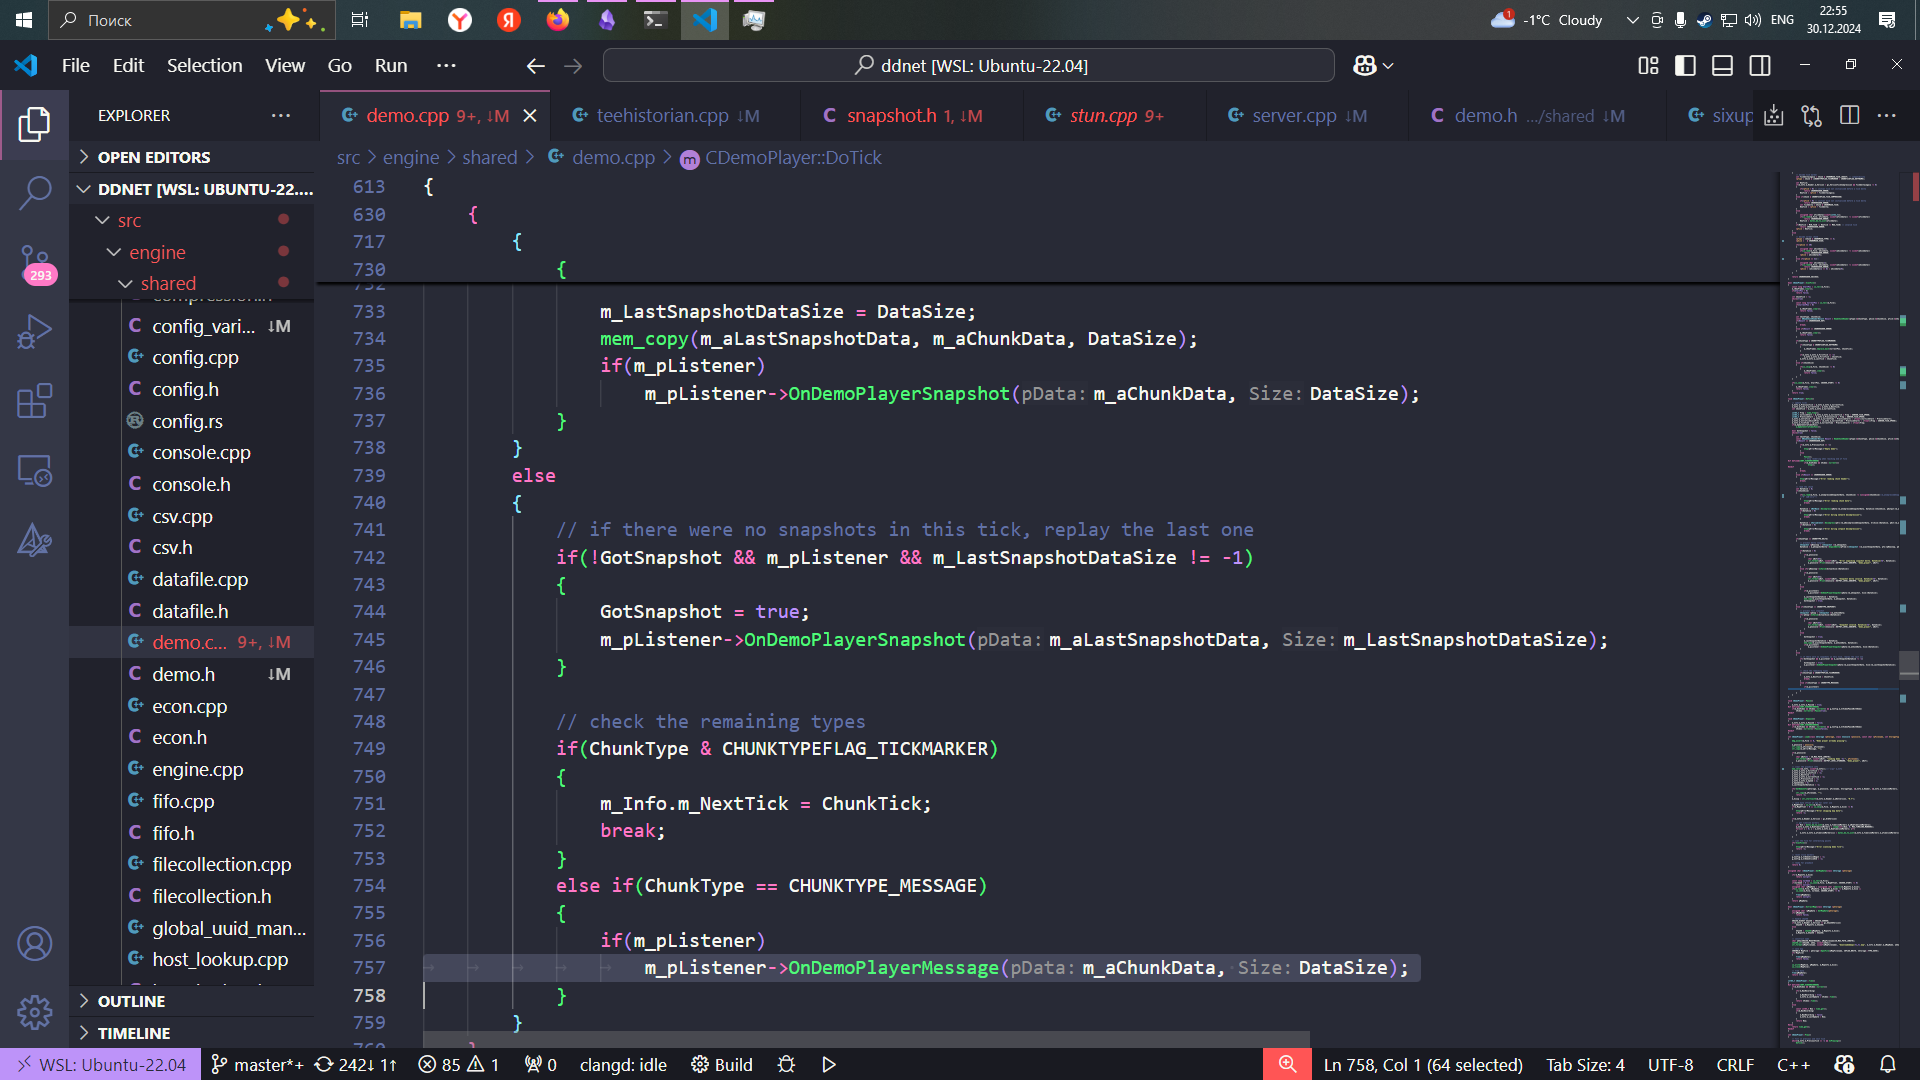 Поиск
1
-1°C Cloudy
ENG
22:55
30.12.2024
File Edit Selection View Go Run ...
ddnet [WSL: Ubuntu-22.04]
EXPLORER
demo.cpp 9+, ↓M
teehistorian.cpp ↓M
snapshot.h 1, ↓M
stun.cpp 9+
server.cpp ↓M
demo.h .../shared ↓M
sixup
src > engine > shared > demo.cpp > CDemoPlayer::DoTick
OPEN EDITORS
DDNET [WSL: UBUNTU-22....
src
engine
shared
compression.h
config_vari... ↓M
config.cpp
config.h
config.rs
console.cpp
console.h
csv.cpp
csv.h
datafile.cpp
datafile.h
demo.c... 9+, ↓M
demo.h ↓M
econ.cpp
econ.h
engine.cpp
fifo.cpp
fifo.h
filecollection.cpp
filecollection.h
global_uuid_man...
host_lookup.cpp
OUTLINE
TIMELINE
293
613 {
630 {
717 {
730 {
732
733 m_LastSnapshotDataSize = DataSize;
734 mem_copy(m_aLastSnapshotData, m_aChunkData, DataSize);
735 if(m_pListener)
736 m_pListener->OnDemoPlayerSnapshot(pData: m_aChunkData, Size: DataSize);
737 }
738 }
739 else
740 {
741 // if there were no snapshots in this tick, replay the last one
742 if(!GotSnapshot && m_pListener && m_LastSnapshotDataSize != -1)
743 {
744 GotSnapshot = true;
745 m_pListener->OnDemoPlayerSnapshot(pData: m_aLastSnapshotData, Size: m_LastSnapshotDataSize);
746 }
747
748 // check the remaining types
749 if(ChunkType & CHUNKTYPEFLAG_TICKMARKER)
750 {
751 m_Info.m_NextTick = ChunkTick;
752 break;
753 }
754 else if(ChunkType == CHUNKTYPE_MESSAGE)
755 {
756 if(m_pListener)
757 m_pListener->OnDemoPlayerMessage(pData: m_aChunkData, Size: DataSize);
758 }
759 }
760 }
WSL: Ubuntu-22.04
master*+
242↓ 1↑
85
1
0
clangd: idle
Build
Ln 758, Col 1 (64 selected)
Tab Size: 4
UTF-8
CRLF
C++